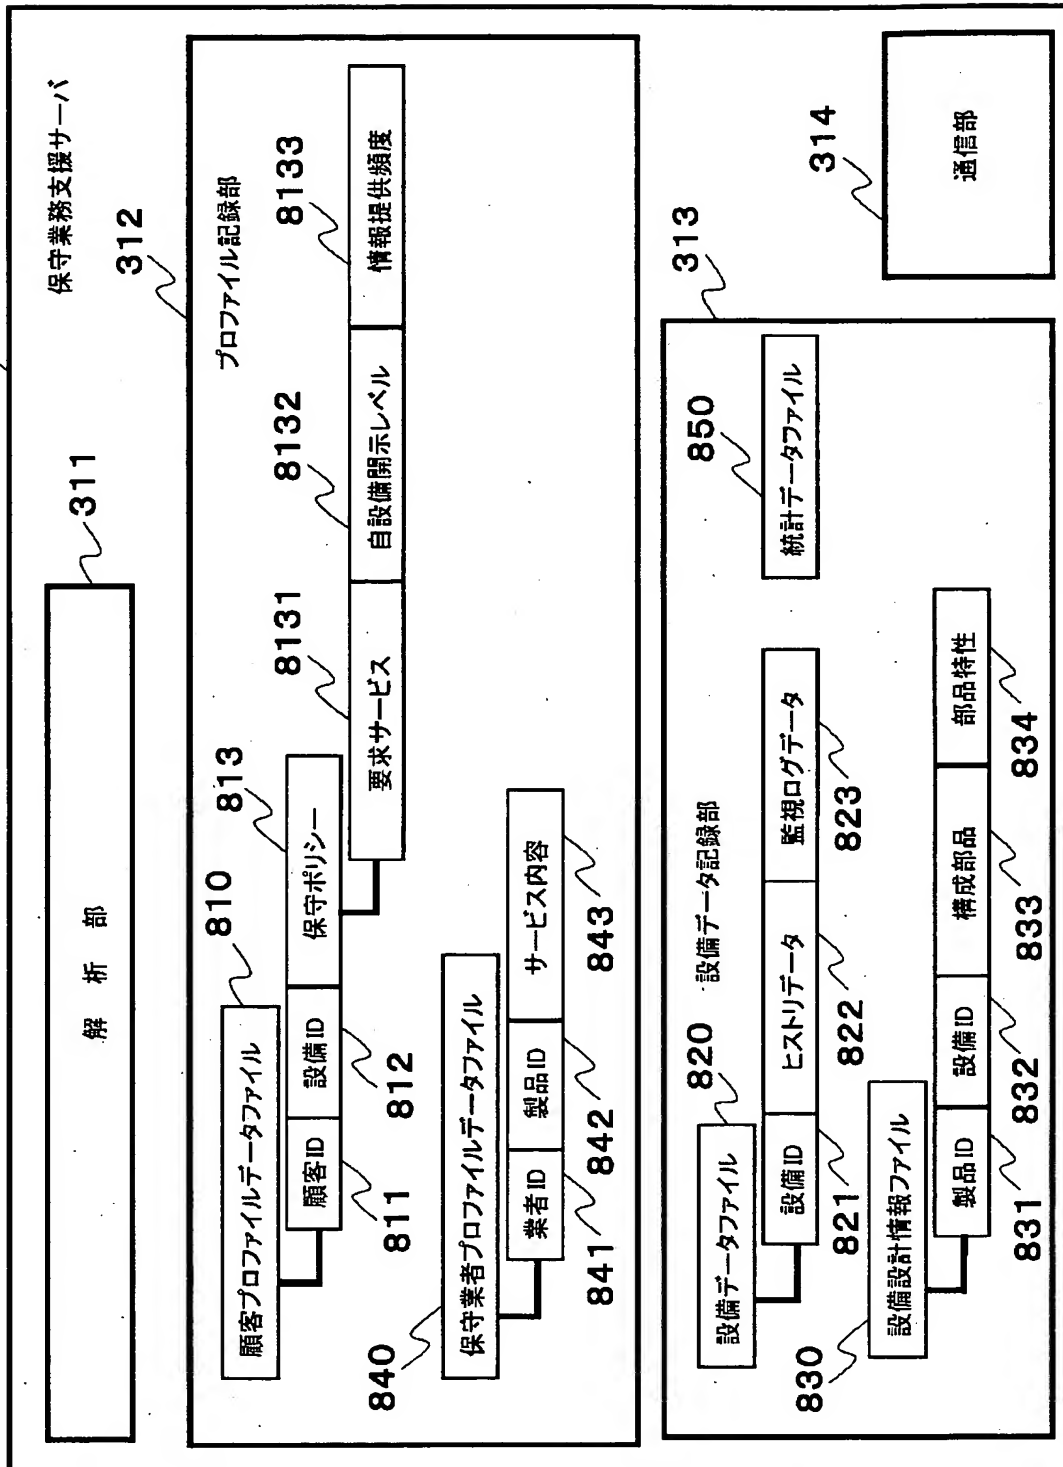 保守業務支援サーバ
解析部
311
312
プロファイル記録部
顧客プロファイルデータファイル
810
顧客ID
設備ID
保守ポリシー
811
812
813
要求サービス
自設備開示レベル
情報提供頻度
8131
8132
8133
保守業者プロファイルデータファイル
840
業者ID
製品ID
サービス内容
841
842
843
313
設備データ記録部
設備データファイル
820
設備ID
ヒストリデータ
監視ログデータ
821
822
823
統計データファイル
850
設備設計情報ファイル
830
製品ID
設備ID
構成部品
部品特性
831
832
833
834
314
通信部